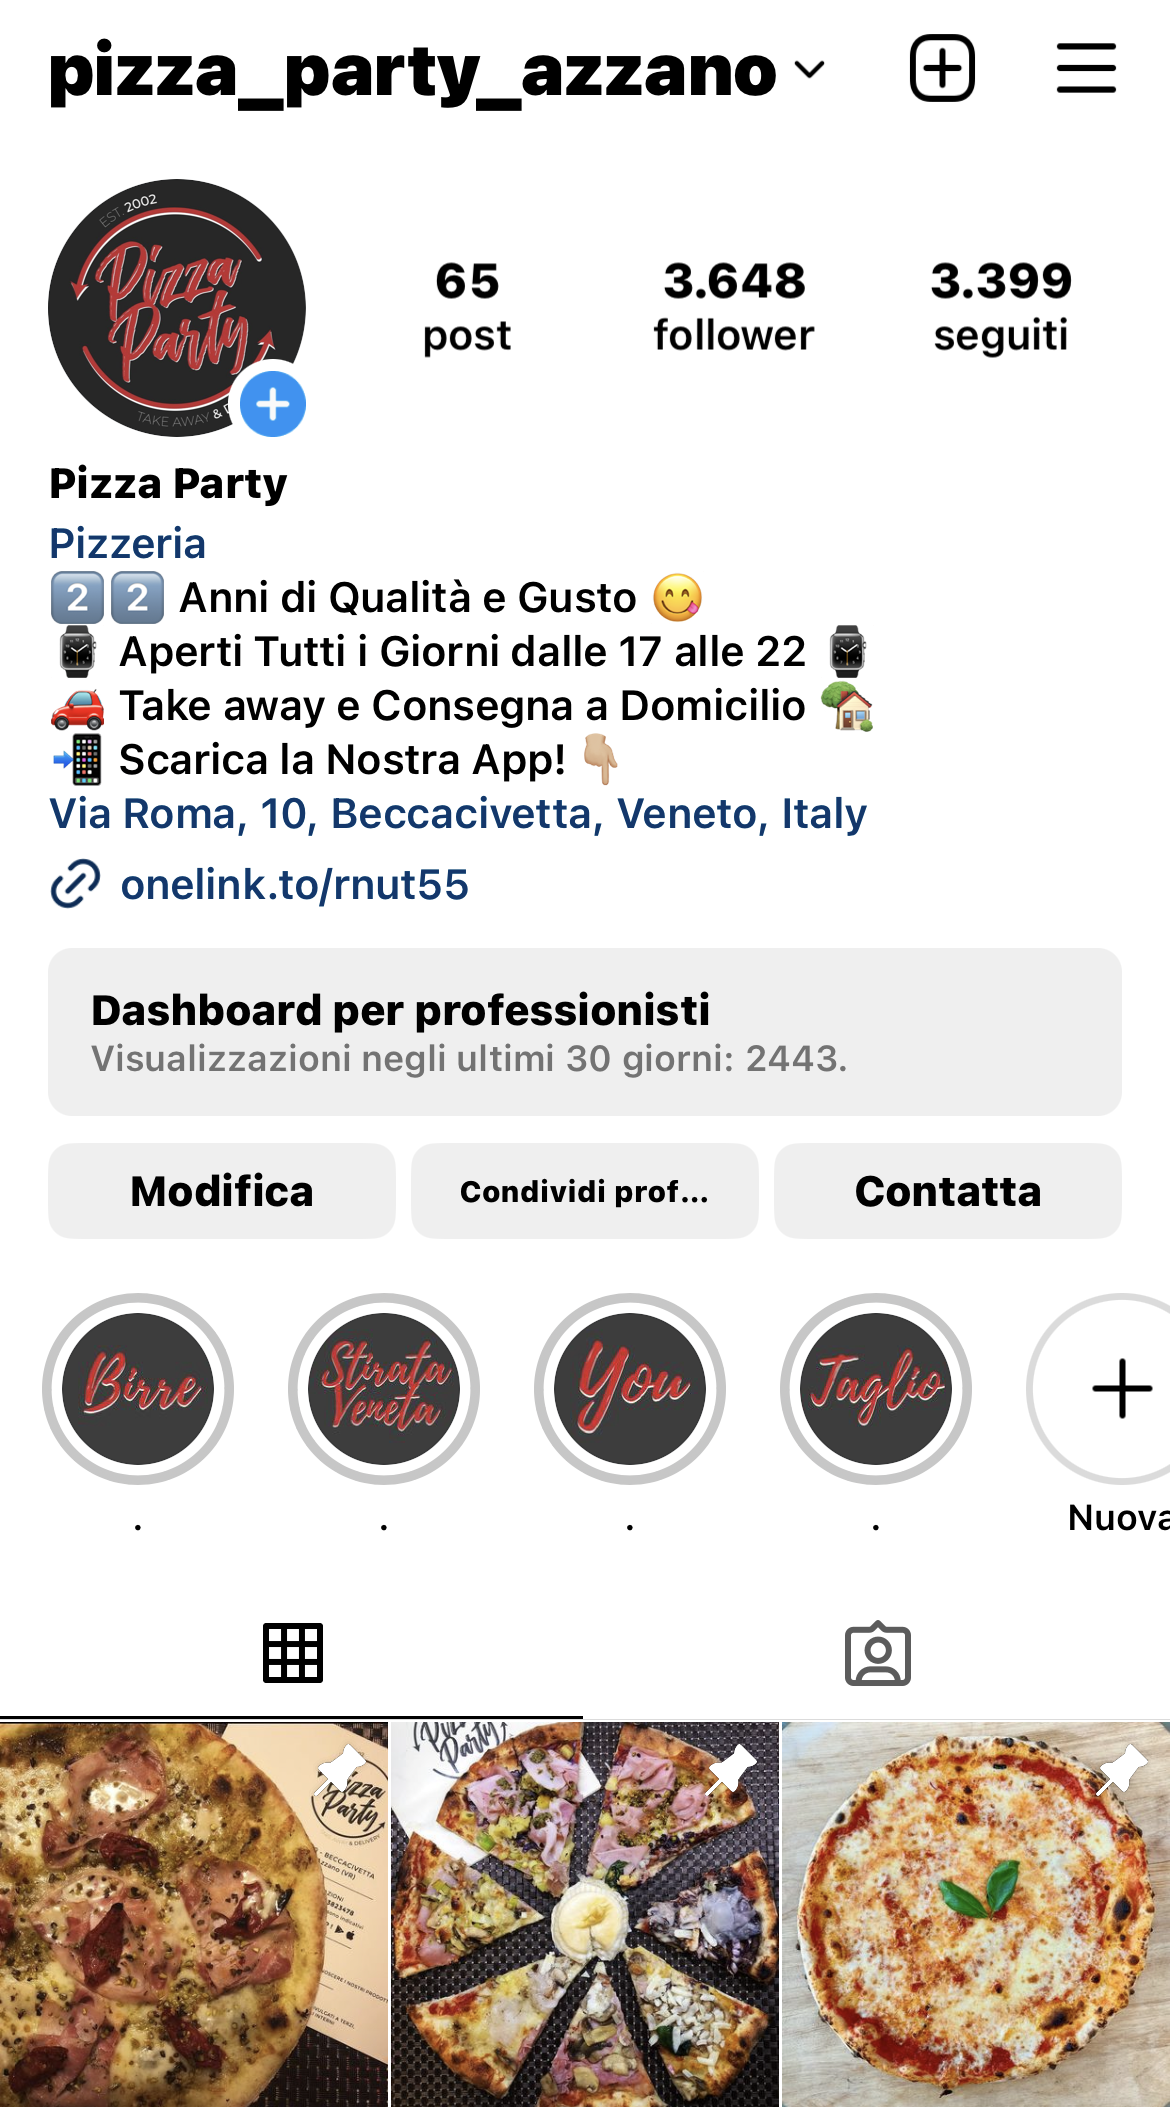 pizza_party_azzano
EST. 2002
Pizza
Party
TAKE AWAY &
65
post
3.648
follower
3.399
seguiti
Pizza Party
Pizzeria
2️⃣2️⃣ Anni di Qualità e Gusto 😋
⌚ Aperti Tutti i Giorni dalle 17 alle 22 ⌚
🚗 Take away e Consegna a Domicilio 🏡
📲 Scarica la Nostra App! 👇🏼
Via Roma, 10, Beccacivetta, Veneto, Italy
onelink.to/rnut55
Dashboard per professionisti
Visualizzazioni negli ultimi 30 giorni: 2443.
Modifica
Condividi prof...
Contatta
Birre
Stirata
Veneta
You
Taglio
.
.
.
.
Nuova
Pizza
Party
& DELIVERY
- BECCACIVETTA
Azzano (VR)
Pizza
Party